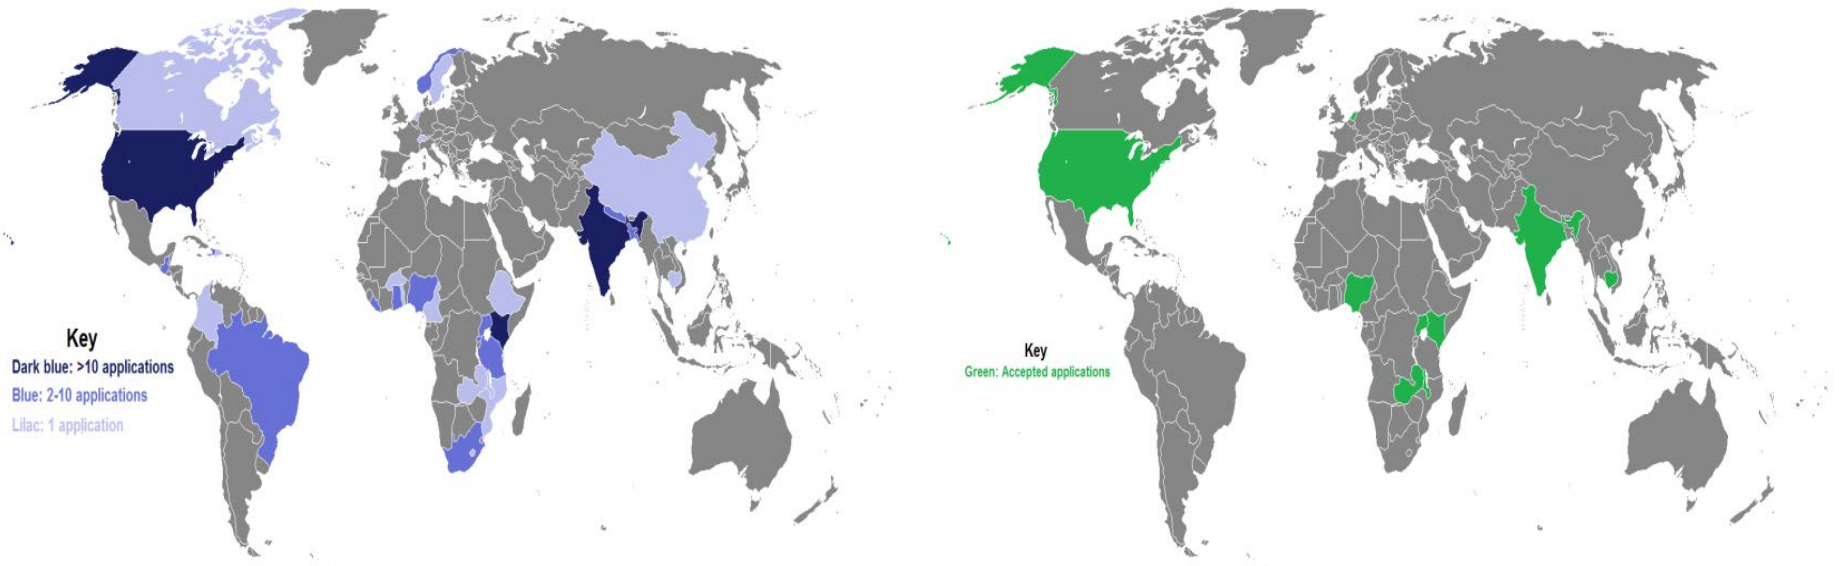 Key
Dark blue: >10 applications
Blue: 2-10 applications
Lilac: 1 application
Key
Green: Accepted applications